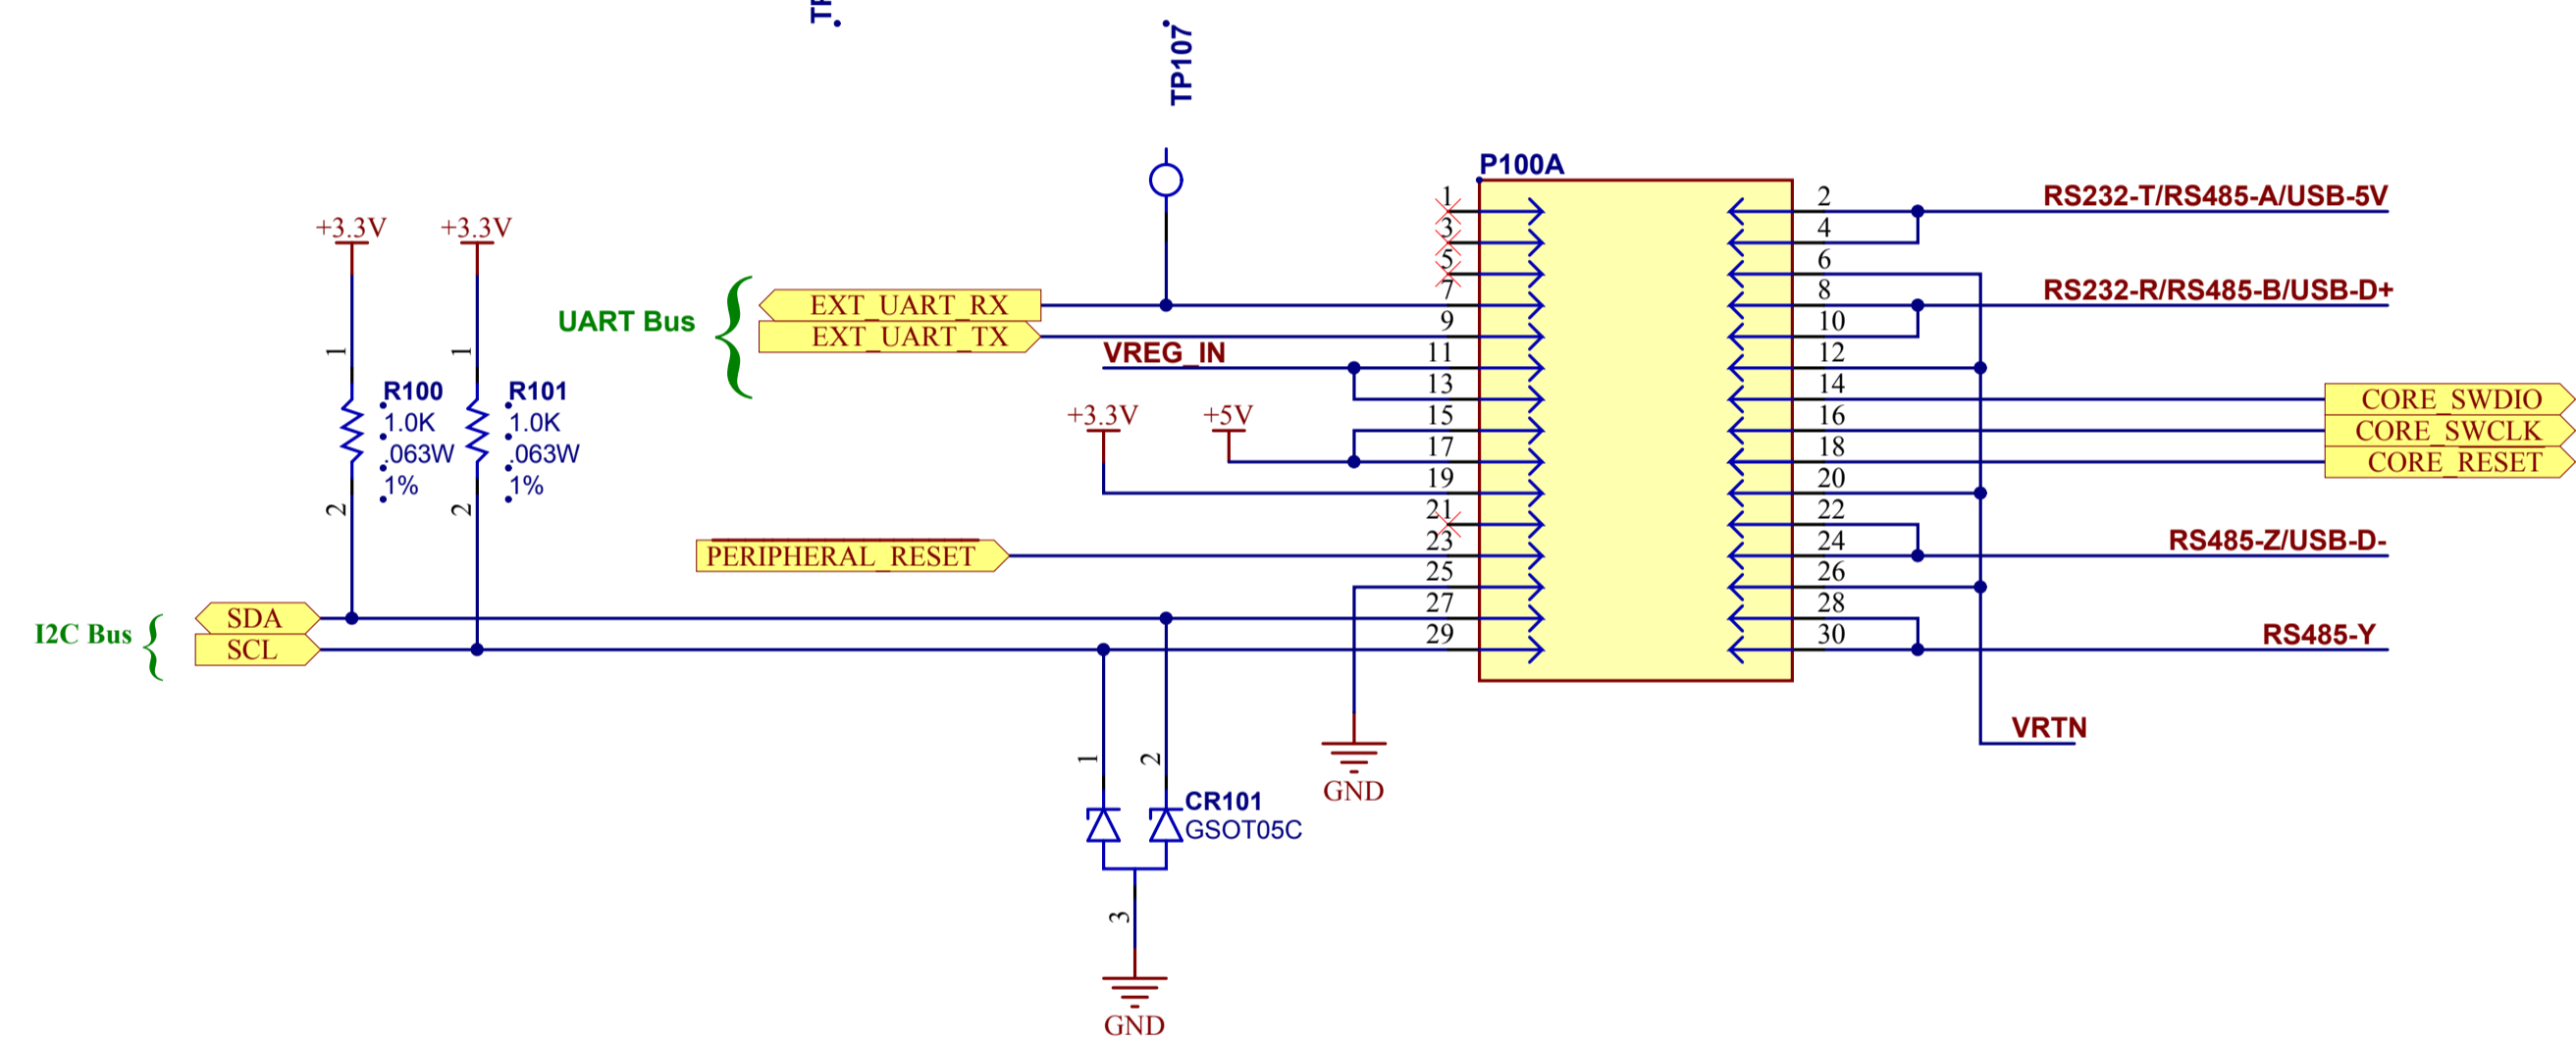 TP107
P100A
1
3
5
7
9
11
13
15
17
19
21
23
25
27
29
2
4
6
8
10
12
14
16
18
20
22
24
26
28
30
RS232-T/RS485-A/USB-5V
RS232-R/RS485-B/USB-D+
CORE_SWDIO
CORE_SWCLK
CORE_RESET
RS485-Z/USB-D-
RS485-Y
VRTN
+3.3V
+3.3V
UART Bus
EXT_UART_RX
EXT_UART_TX
VREG_IN
+3.3V
+5V
1
R100
1.0K
.063W
1%
2
1
R101
1.0K
.063W
1%
2
PERIPHERAL_RESET
I2C Bus
SDA
SCL
1
2
CR101
GSOT05C
3
GND
GND